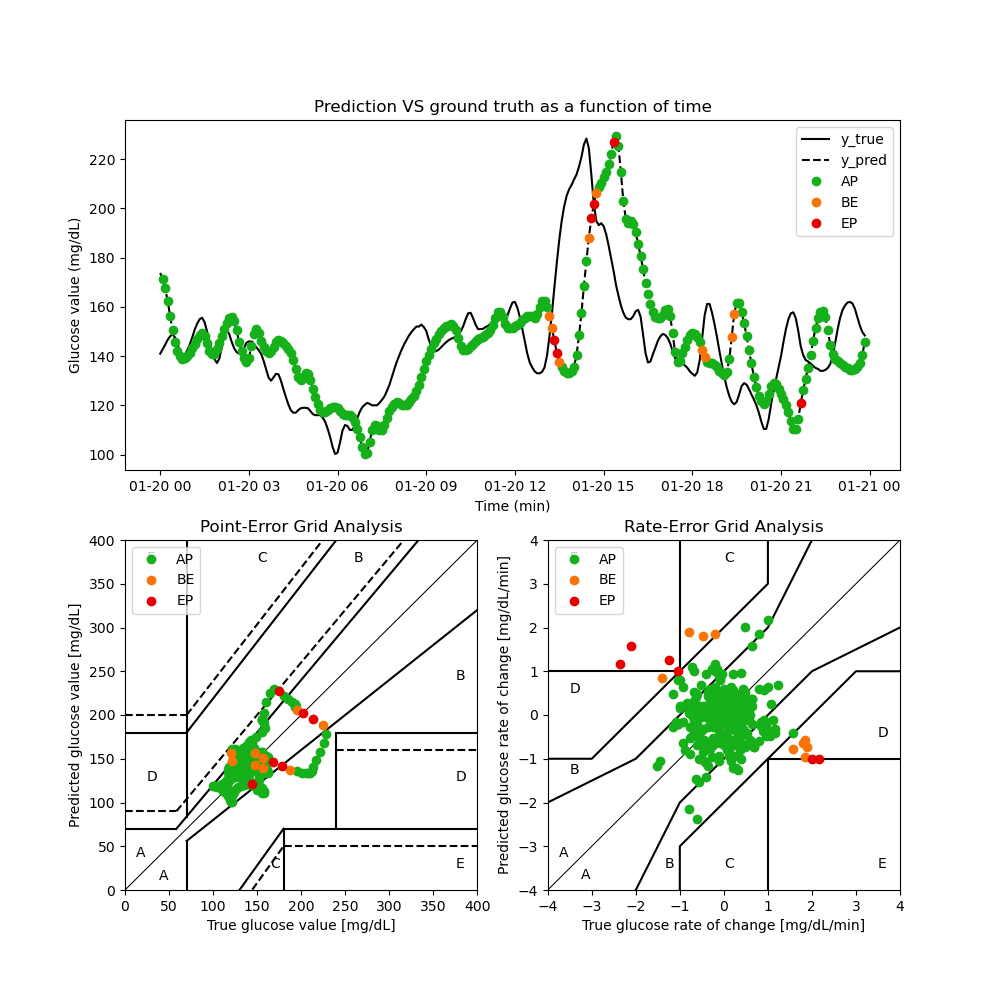 Prediction VS ground truth as a function of time
Glucose value (mg/dL)
220
200
180
160
140
120
100
y_true
y_pred
AP
BE
EP
01-20 00 01-20 03 01-20 06 01-20 09 01-20 12 01-20 15 01-20 18 01-20 21 01-21 00
Time (min)
Point-Error Grid Analysis
Predicted glucose value [mg/dL]
400
350
300
250
200
150
100
50
0
AP
BE
EP
C
B
B
D
D
A
A
C
E
0 50 100 150 200 250 300 350 400
True glucose value [mg/dL]
Rate-Error Grid Analysis
Predicted glucose rate of change [mg/dL/min]
4
3
2
1
0
−1
−2
−3
−4
AP
BE
EP
C
D
D
B
A
A
B
C
E
−4 −3 −2 −1 0 1 2 3 4
True glucose rate of change [mg/dL/min]